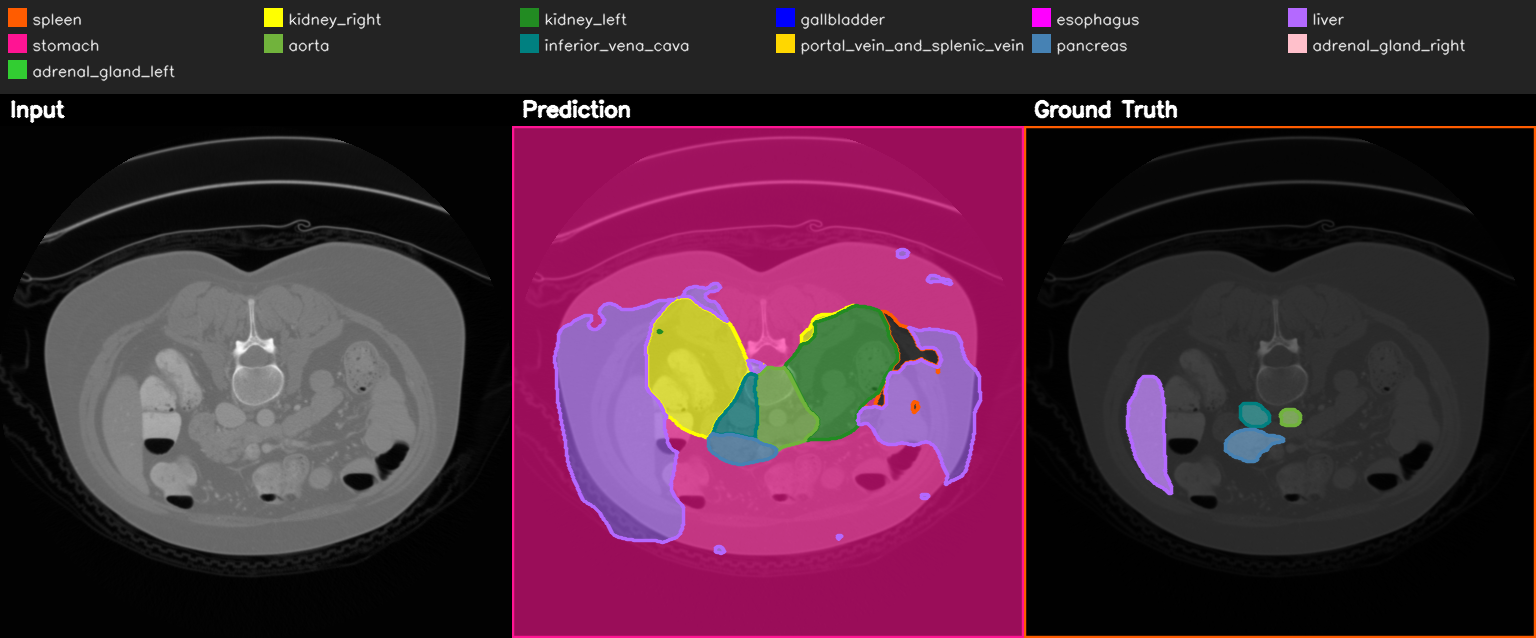 spleen kidney_right kidney_left gallbladder esophagus liver
stomach aorta inferior_vena_cava portal_vein_and_splenic_vein pancreas adrenal_gland_right
adrenal_gland_left
Input Prediction Ground Truth